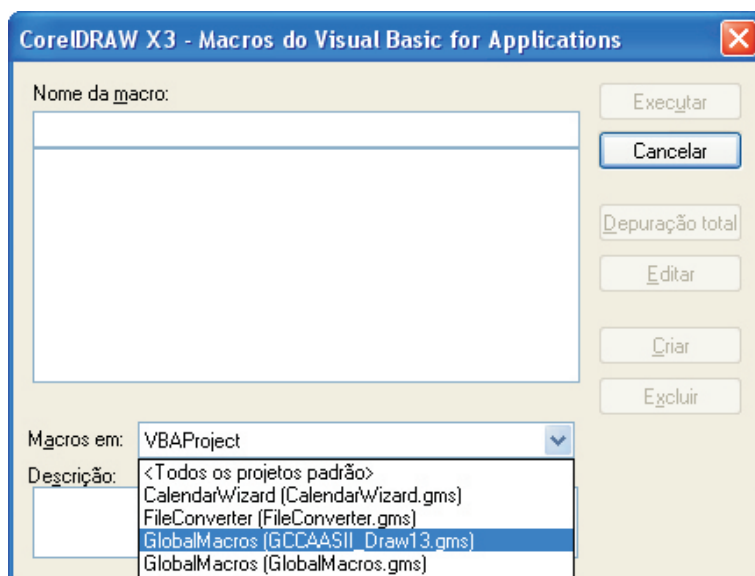 CorelDRAW X3 - Macros do Visual Basic for Applications
Nome da macro:
Executar
Cancelar
Depuração total
Editar
Criar
Excluir
Macros em:
VBAProject
Descrição:
<Todos os projetos padrão>
CalendarWizard (CalendarWizard.gms)
FileConverter (FileConverter.gms)
GlobalMacros (GCCAASII_Draw13.gms)
GlobalMacros (GlobalMacros.gms)